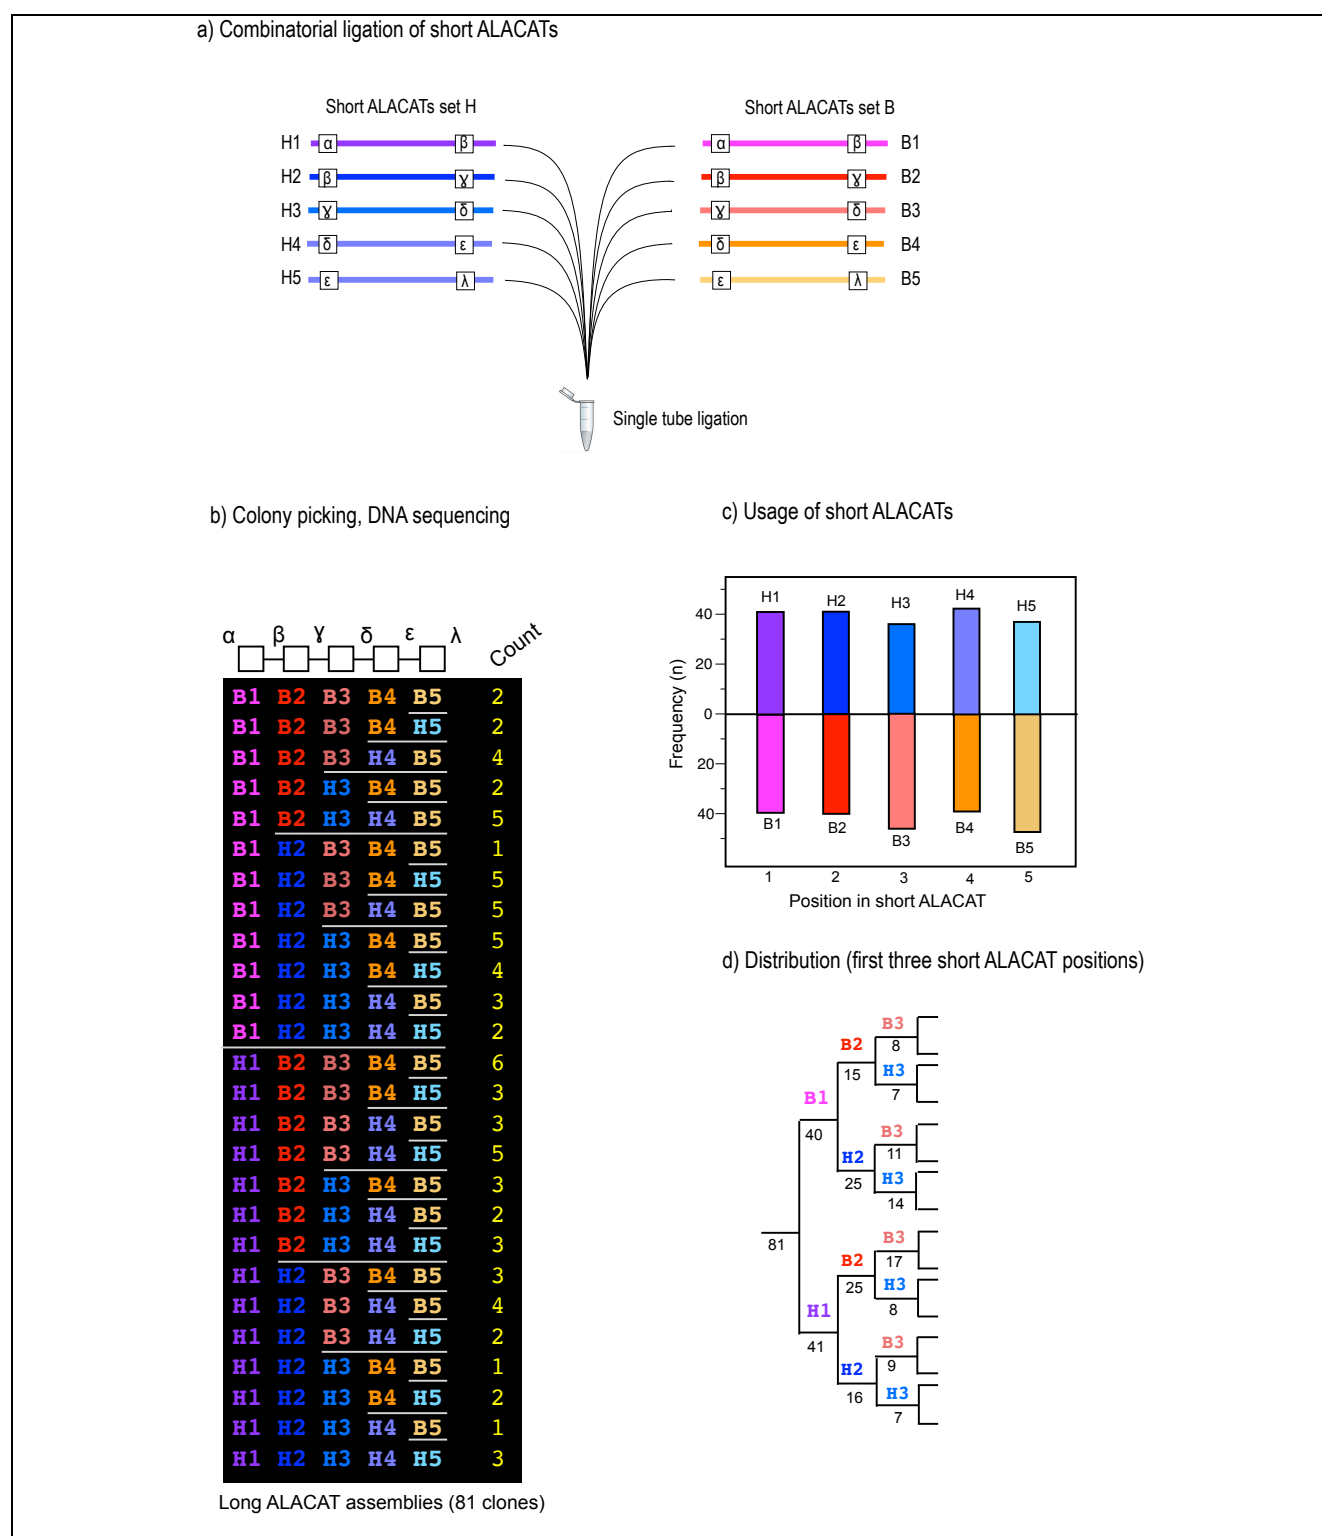 a) Combinatorial ligation of short ALACATs
Short ALACATs set H
Short ALACATs set B
H1 α β
H2 β ɣ
H3 ɣ δ
H4 δ ε
H5 ε λ
α β B1
β ɣ B2
ɣ δ B3
δ ε B4
ε λ B5
Single tube ligation
b) Colony picking, DNA sequencing
α β ɣ δ ε λ Count
B1 B2 B3 B4 B5 2
B1 B2 B3 B4 H5 2
B1 B2 B3 H4 B5 4
B1 B2 H3 B4 B5 2
B1 B2 H3 H4 B5 5
B1 H2 B3 B4 B5 1
B1 H2 B3 B4 H5 5
B1 H2 B3 H4 B5 5
B1 H2 H3 B4 B5 5
B1 H2 H3 B4 H5 4
B1 H2 H3 H4 B5 3
B1 H2 H3 H4 H5 2
H1 B2 B3 B4 B5 6
H1 B2 B3 B4 H5 3
H1 B2 B3 H4 B5 3
H1 B2 B3 H4 H5 5
H1 B2 H3 B4 B5 3
H1 B2 H3 H4 B5 2
H1 B2 H3 H4 H5 3
H1 H2 B3 B4 B5 3
H1 H2 B3 H4 B5 4
H1 H2 B3 H4 H5 2
H1 H2 H3 B4 B5 1
H1 H2 H3 B4 H5 2
H1 H2 H3 H4 B5 1
H1 H2 H3 H4 H5 3
Long ALACAT assemblies (81 clones)
c) Usage of short ALACATs
Frequency (n)
40
20
0
20
40
H1 H2 H3 H4 H5
B1 B2 B3 B4 B5
1 2 3 4 5
Position in short ALACAT
d) Distribution (first three short ALACAT positions)
B3
8
B2
15
H3
7
B1
40
B3
11
H2
25
H3
14
81
B3
17
B2
25
H3
8
H1
41
B3
9
H2
16
H3
7